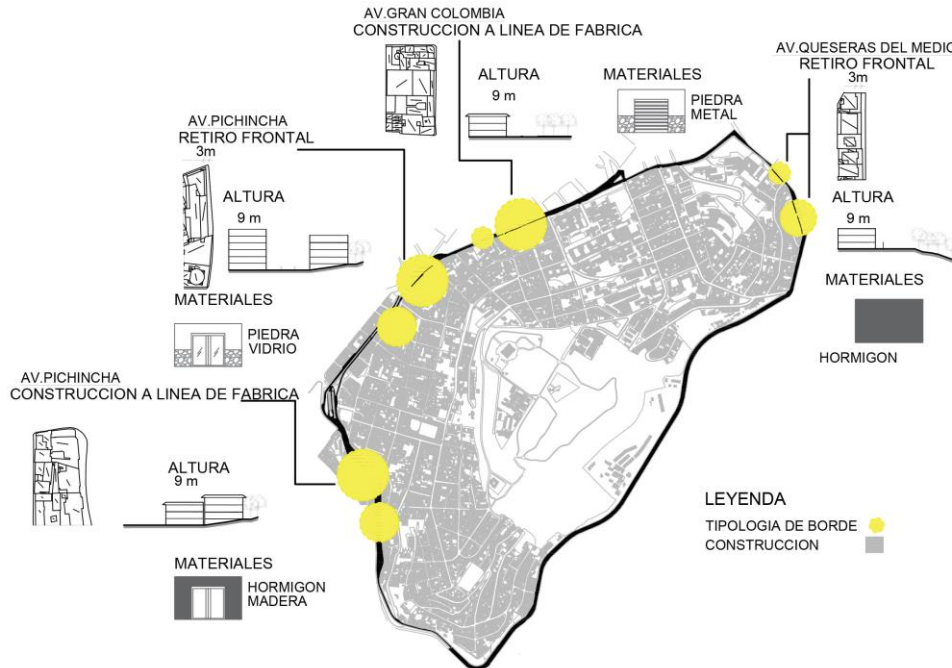 AV.GRAN COLOMBIA
CONSTRUCCION A LINEA DE FABRICA
ALTURA
9 m
MATERIALES
PIEDRA
METAL
AV.QUESERAS DEL MEDIO
RETIRO FRONTAL
3m
ALTURA
9 m
MATERIALES
HORMIGON
AV.PICHINCHA
RETIRO FRONTAL
3m
ALTURA
9 m
MATERIALES
PIEDRA
VIDRIO
AV.PICHINCHA
CONSTRUCCION A LINEA DE FABRICA
ALTURA
9 m
MATERIALES
HORMIGON
MADERA
LEYENDA
TIPOLOGIA DE BORDE
CONSTRUCCION